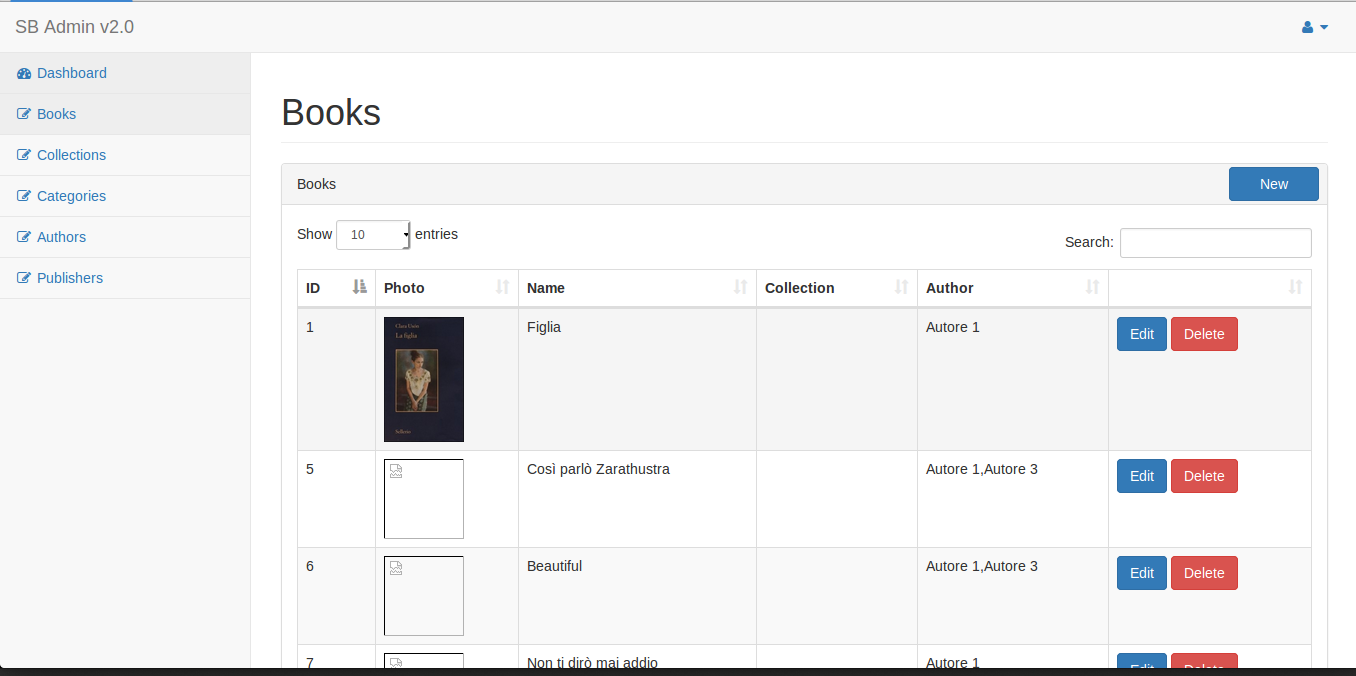 SB Admin v2.0
Dashboard
Books
Collections
Categories
Authors
Publishers
Books
Books
New
Show 10 entries
Search:
ID Photo Name Collection Author
1 Figlia Autore 1 Edit Delete
Clara Usón
La figlia
Sellerio
5 Così parlò Zarathustra Autore 1,Autore 3 Edit Delete
6 Beautiful Autore 1,Autore 3 Edit Delete
7 Non ti dirò mai addio Autore 1 Edit Delete